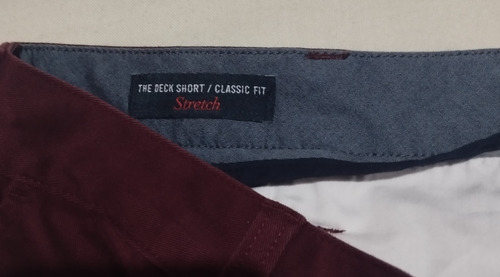 THE DECK SHORT / CLASSIC FIT
Stretch